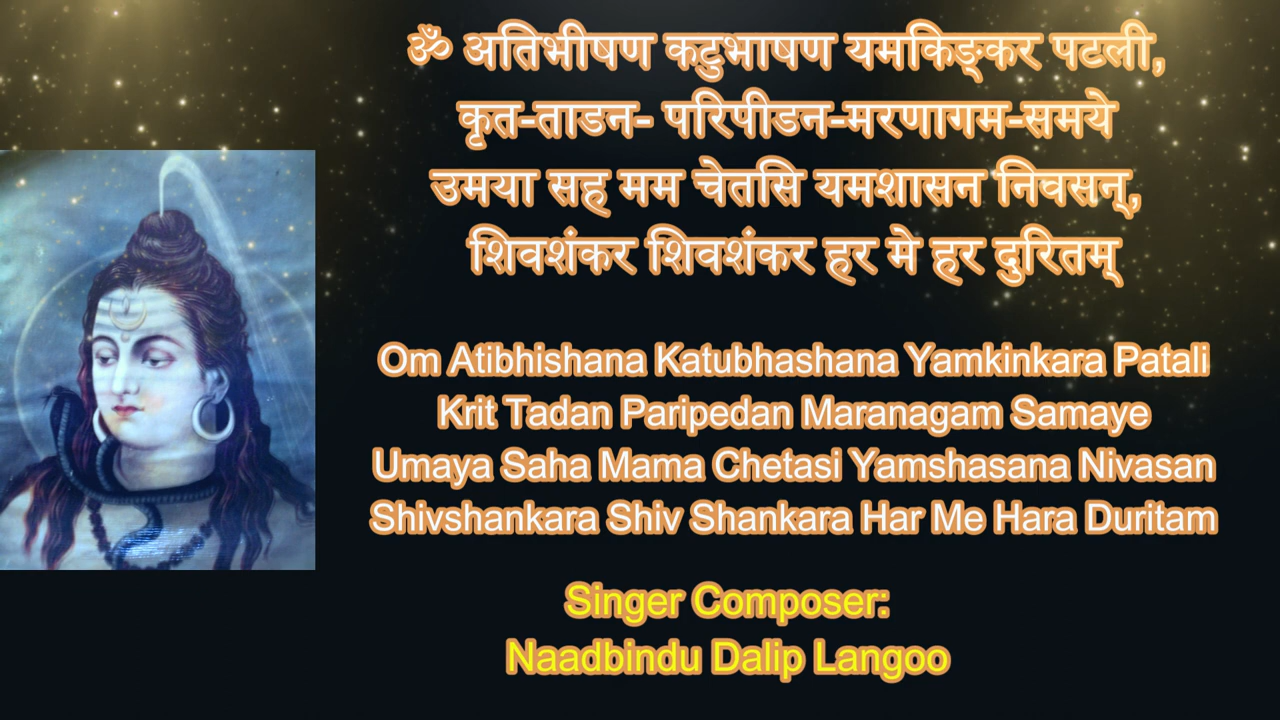 ॐ अतिभीषण कटुभाषण यमकिङ्कर पटली,
कृत-ताडन- परिपीडन-मरणागम-समये
उमया सह मम चेतसि यमशासन निवसन्,
शिवशंकर शिवशंकर हर मे हर दुरितम्
Om Atibhishana Katubhashana Yamkinkara Patali
Krit Tadan Paripedan Maranagam Samaye
Umaya Saha Mama Chetasi Yamshasana Nivasan
Shivshankara Shiv Shankara Har Me Hara Duritam
Singer Composer:
Naadbindu Dalip Langoo